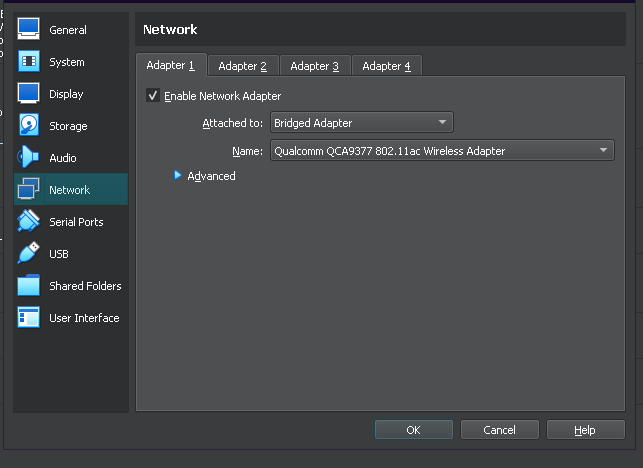 General
System
Display
Storage
Audio
Network
Serial Ports
USB
Shared Folders
User Interface
Network
Adapter 1 Adapter 2 Adapter 3 Adapter 4
Enable Network Adapter
Attached to: Bridged Adapter
Name: Qualcomm QCA9377 802.11ac Wireless Adapter
Advanced
OK Cancel Help